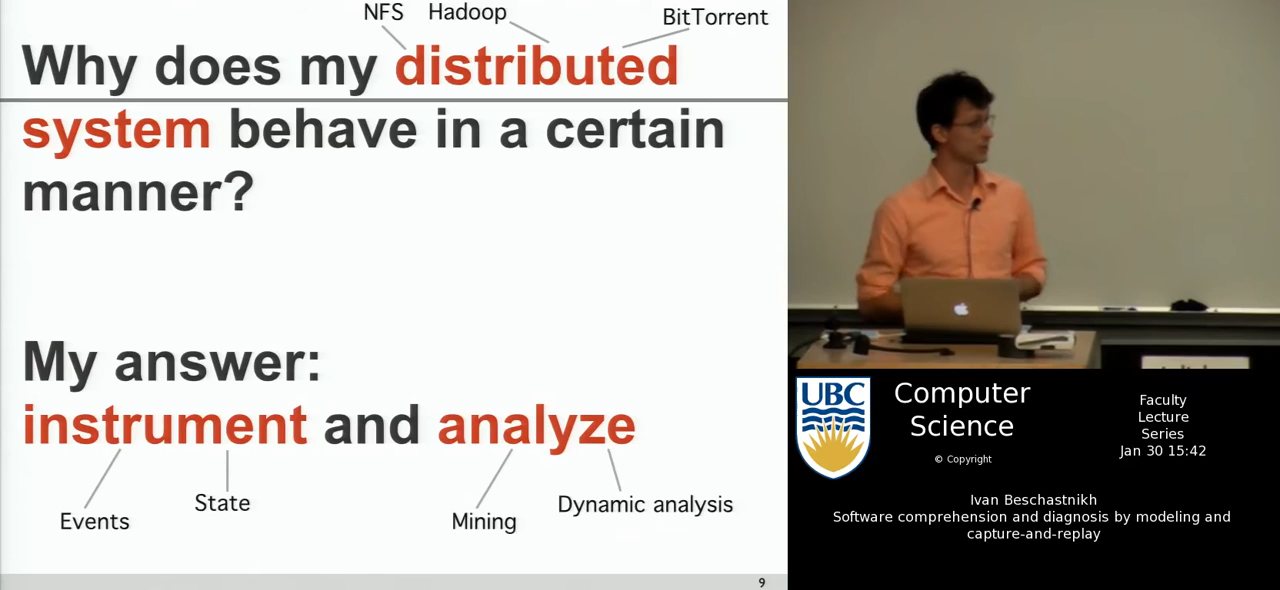 NFS Hadoop BitTorrent
Why does my distributed
system behave in a certain
manner?
My answer:
instrument and analyze
Events State Mining Dynamic analysis
9
UBC
Computer
Science
© Copyright
Faculty
Lecture
Series
Jan 30 15:42
Ivan Beschastnikh
Software comprehension and diagnosis by modeling and
capture-and-replay